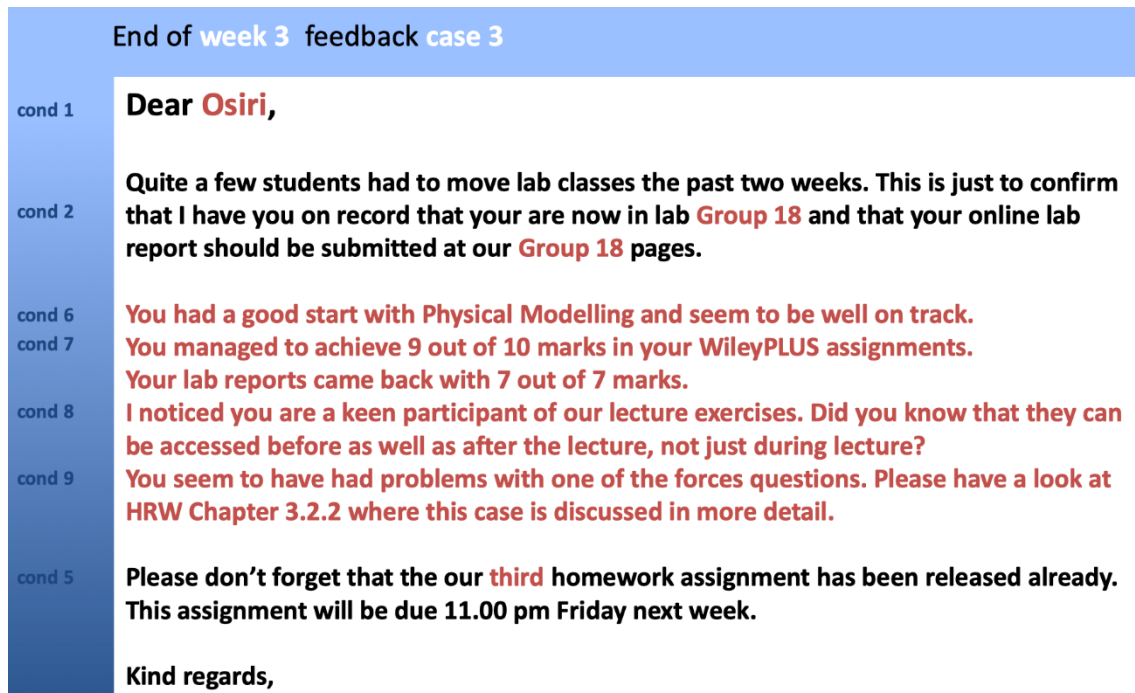 End of week 3 feedback case 3
cond 1 Dear Osiri,
Quite a few students had to move lab classes the past two weeks. This is just to confirm
cond 2 that I have you on record that your are now in lab Group 18 and that your online lab
report should be submitted at our Group 18 pages.
cond 6 You had a good start with Physical Modelling and seem to be well on track.
cond 7 You managed to achieve 9 out of 10 marks in your WileyPLUS assignments.
Your lab reports came back with 7 out of 7 marks.
cond 8 I noticed you are a keen participant of our lecture exercises. Did you know that they can
be accessed before as well as after the lecture, not just during lecture?
cond 9 You seem to have had problems with one of the forces questions. Please have a look at
HRW Chapter 3.2.2 where this case is discussed in more detail.
cond 5 Please don’t forget that the our third homework assignment has been released already.
This assignment will be due 11.00 pm Friday next week.
Kind regards,